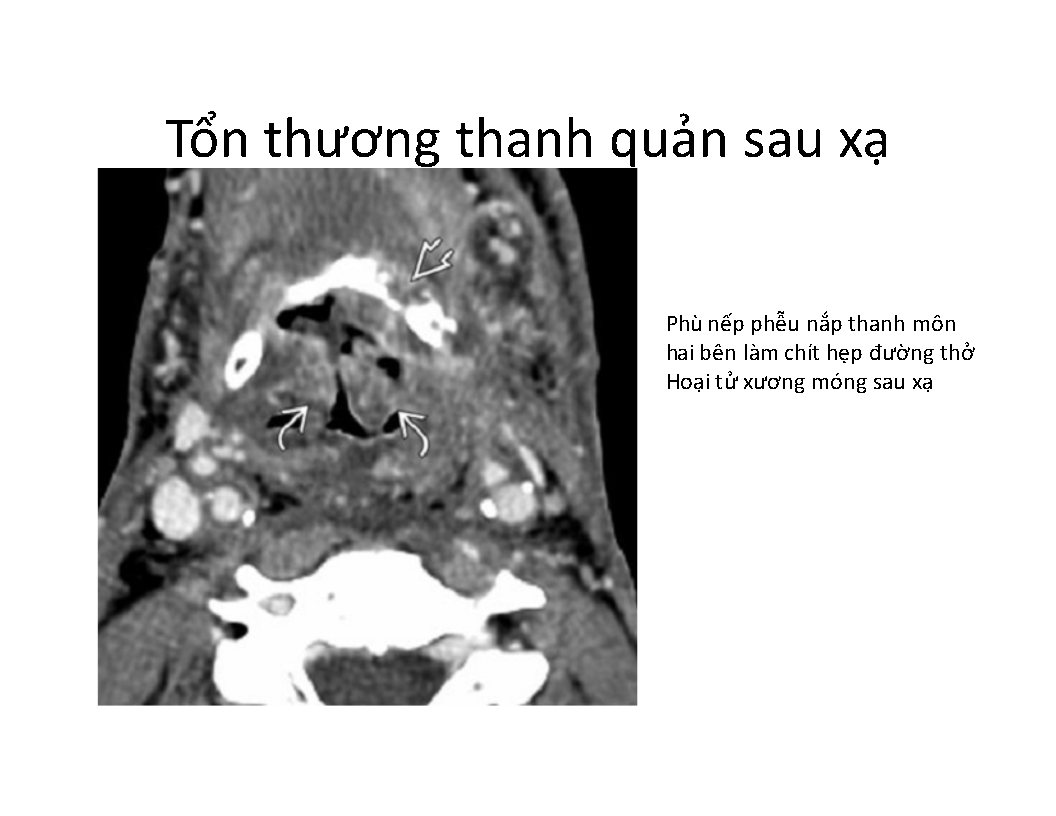 Tổn thương thanh quản sau xạ
Phù nếp phễu nắp thanh môn
hai bên làm chít hẹp đường thở
Hoại tử xương móng sau xạ